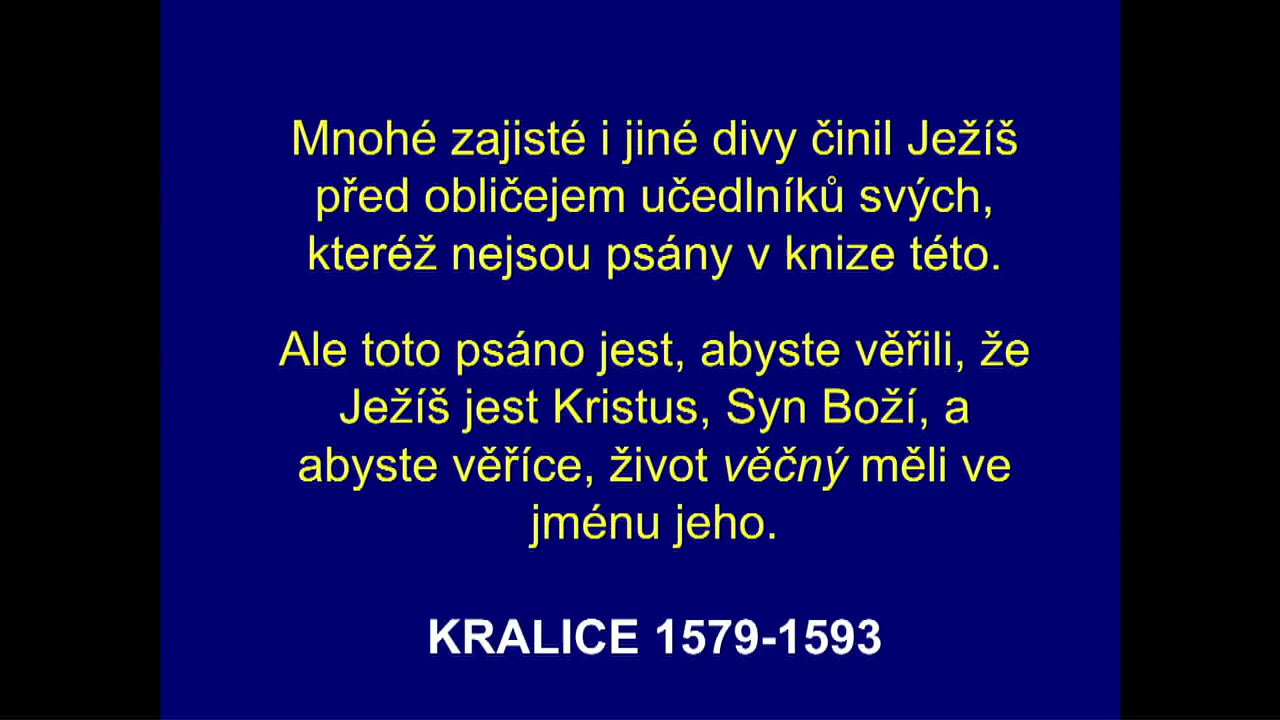 Mnohé zajisté i jiné divy činil Ježíš
před obličejem učedlníků svých,
kteréž nejsou psány v knize této.
Ale toto psáno jest, abyste věřili, že
Ježíš jest Kristus, Syn Boží, a
abyste věříce, život věčný měli ve
jménu jeho.
KRALICE 1579-1593